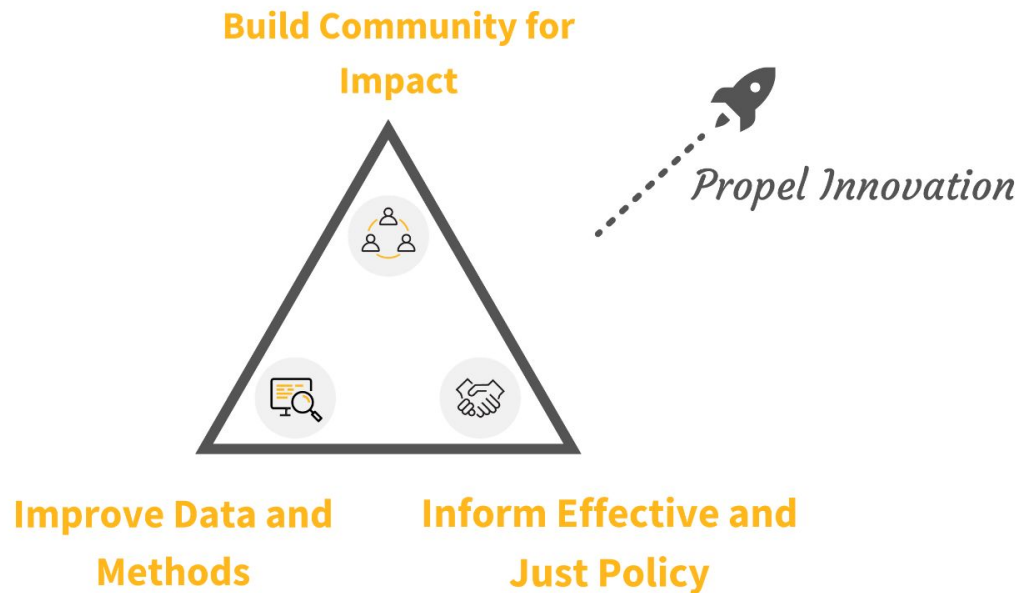 Build Community for
Impact
Propel Innovation
Improve Data and
Methods
Inform Effective and
Just Policy